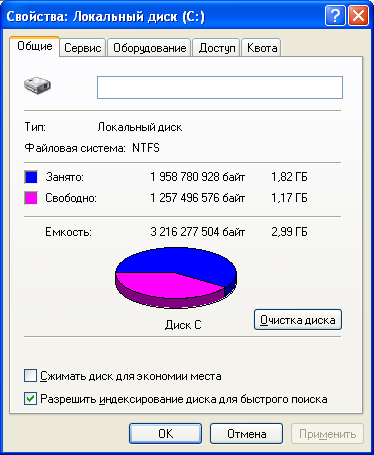 Свойства: Локальный диск (C:)
Общие Сервис Оборудование Доступ Квота
Тип: Локальный диск
Файловая система: NTFS
Занято: 1 958 780 928 байт 1,82 ГБ
Свободно: 1 257 496 576 байт 1,17 ГБ
Емкость: 3 216 277 504 байт 2,99 ГБ
Диск C
Очистка диска
Сжимать диск для экономии места
Разрешить индексирование диска для быстрого поиска
OK Отмена Применить